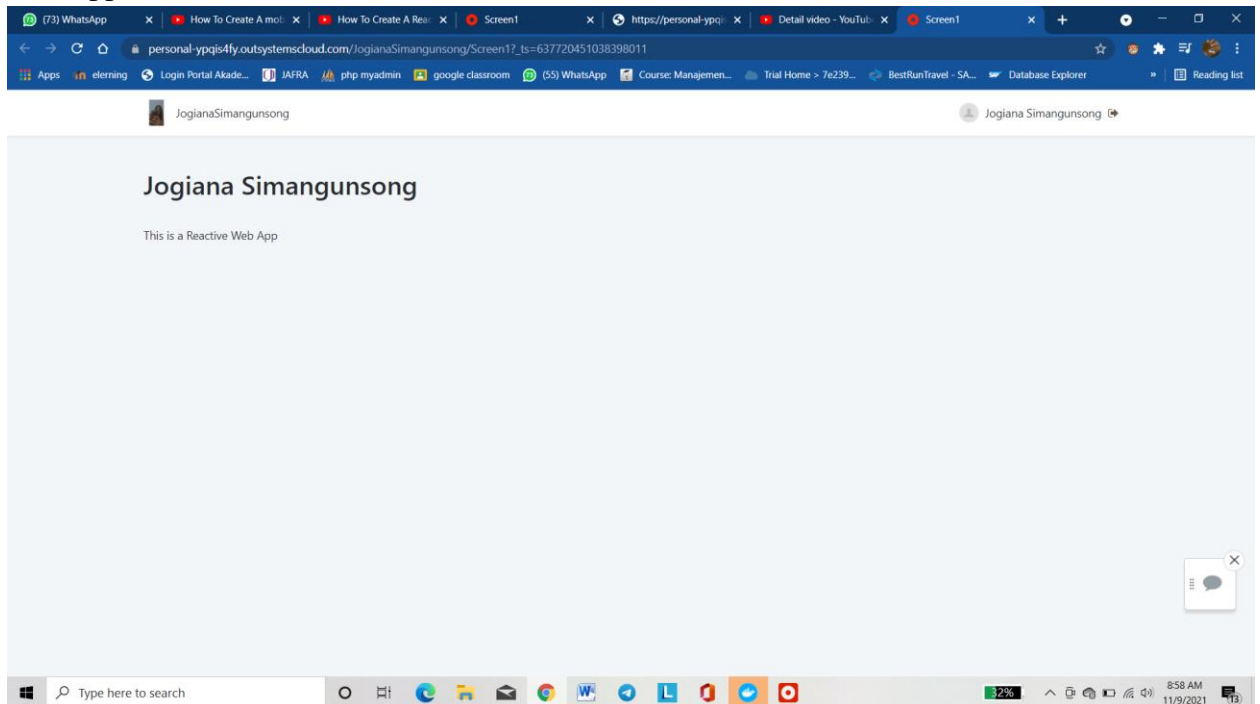 (73) WhatsApp
How To Create A mob
How To Create A Reac
Screen1
https://personal-ypqis
Detail video - YouTub
Screen1
personal-ypqis4fy.outsystemscloud.com/JogianaSimangunsong/Screen1?_ts=637720451038398011
Apps
elerning
Login Portal Akade...
JAFRA
php myadmin
google classroom
(55) WhatsApp
Course: Manajemen...
Trial Home > 7e239...
BestRunTravel - SA...
Database Explorer
»
Reading list
JogianaSimangunsong
Jogiana Simangunsong
Jogiana Simangunsong
This is a Reactive Web App
Type here to search
32%
8:58 AM
11/9/2021
13